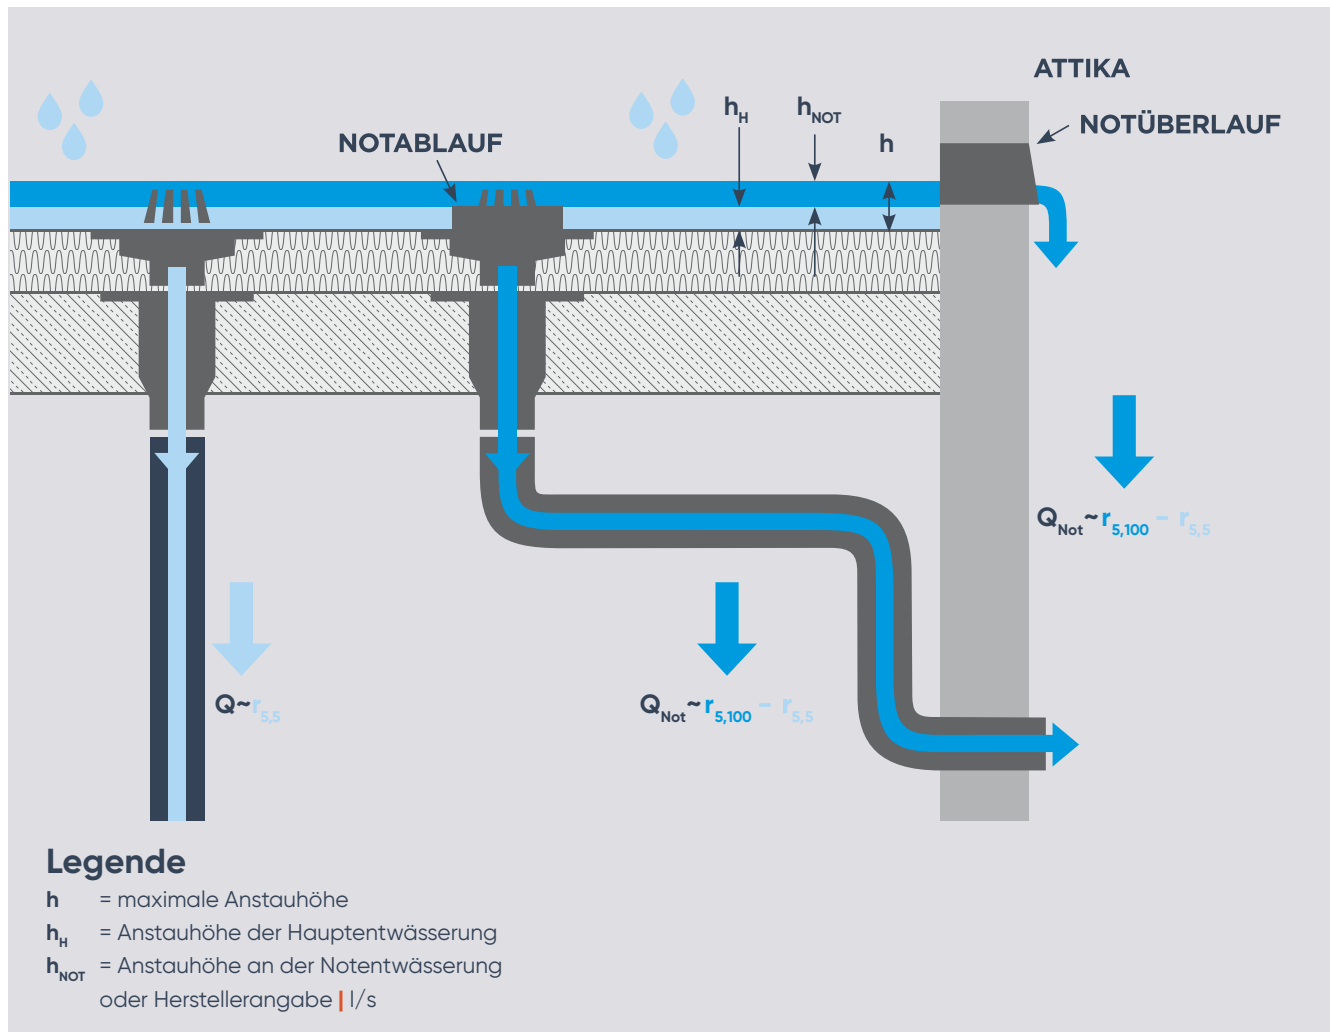 ATTIKA
NOTÜBERLAUF
hH
hNOT
h
NOTABLAUF
QNot~r5,100 – r5,5
Q~r5,5
QNot~r5,100 – r5,5
Legende
h = maximale Anstauhöhe
hH = Anstauhöhe der Hauptentwässerung
hNOT = Anstauhöhe an der Notentwässerung
oder Herstellerangabe | l/s